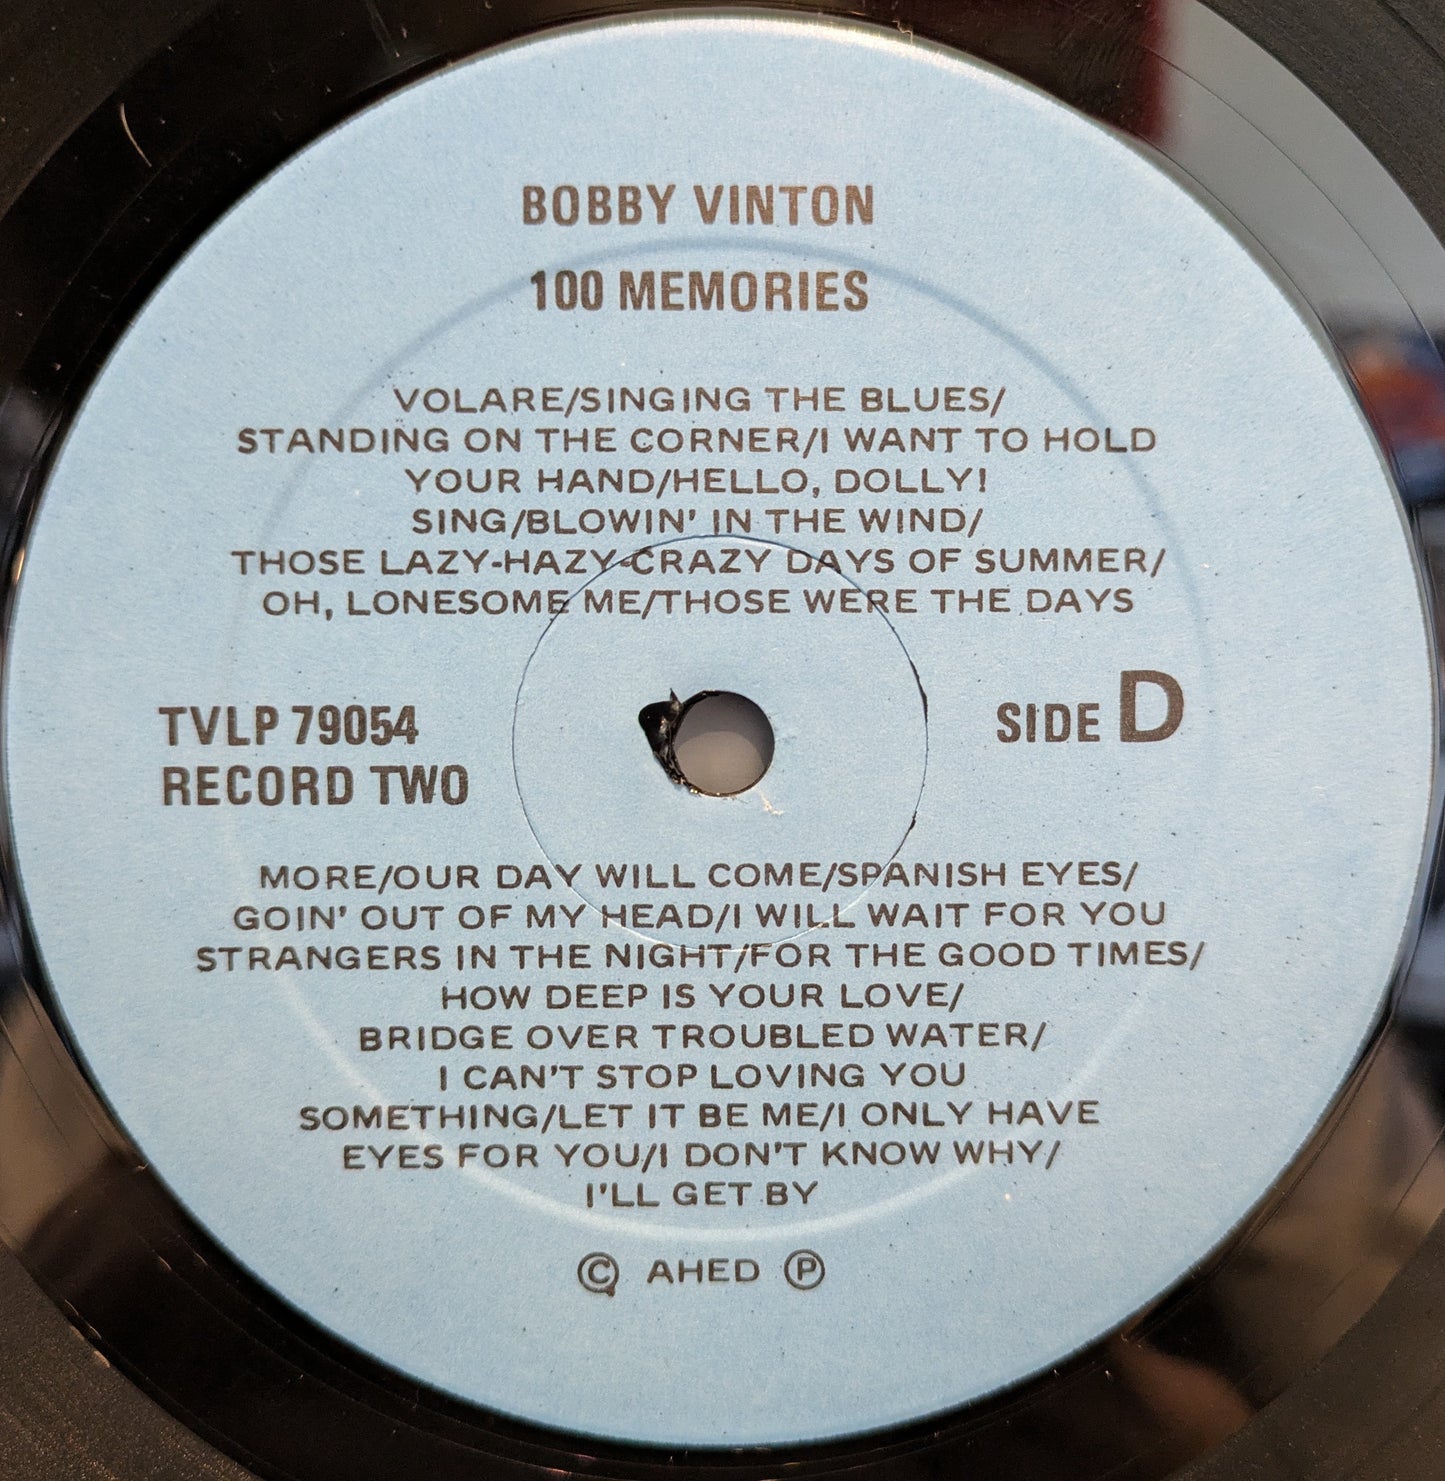 BOBBY VINTON
100 MEMORIES
VOLARE/SINGING THE BLUES/
STANDING ON THE CORNER/I WANT TO HOLD
YOUR HAND/HELLO, DOLLY!
SING/BLOWIN' IN THE WIND/
THOSE LAZY-HAZY-CRAZY DAYS OF SUMMER/
OH, LONESOME ME/THOSE WERE THE DAYS
TVLP 79054
RECORD TWO
SIDE D
MORE/OUR DAY WILL COME/SPANISH EYES/
GOIN' OUT OF MY HEAD/I WILL WAIT FOR YOU
STRANGERS IN THE NIGHT/FOR THE GOOD TIMES/
HOW DEEP IS YOUR LOVE/
BRIDGE OVER TROUBLED WATER/
I CAN'T STOP LOVING YOU
SOMETHING/LET IT BE ME/I ONLY HAVE
EYES FOR YOU/I DON'T KNOW WHY/
I'LL GET BY
© AHED ℗